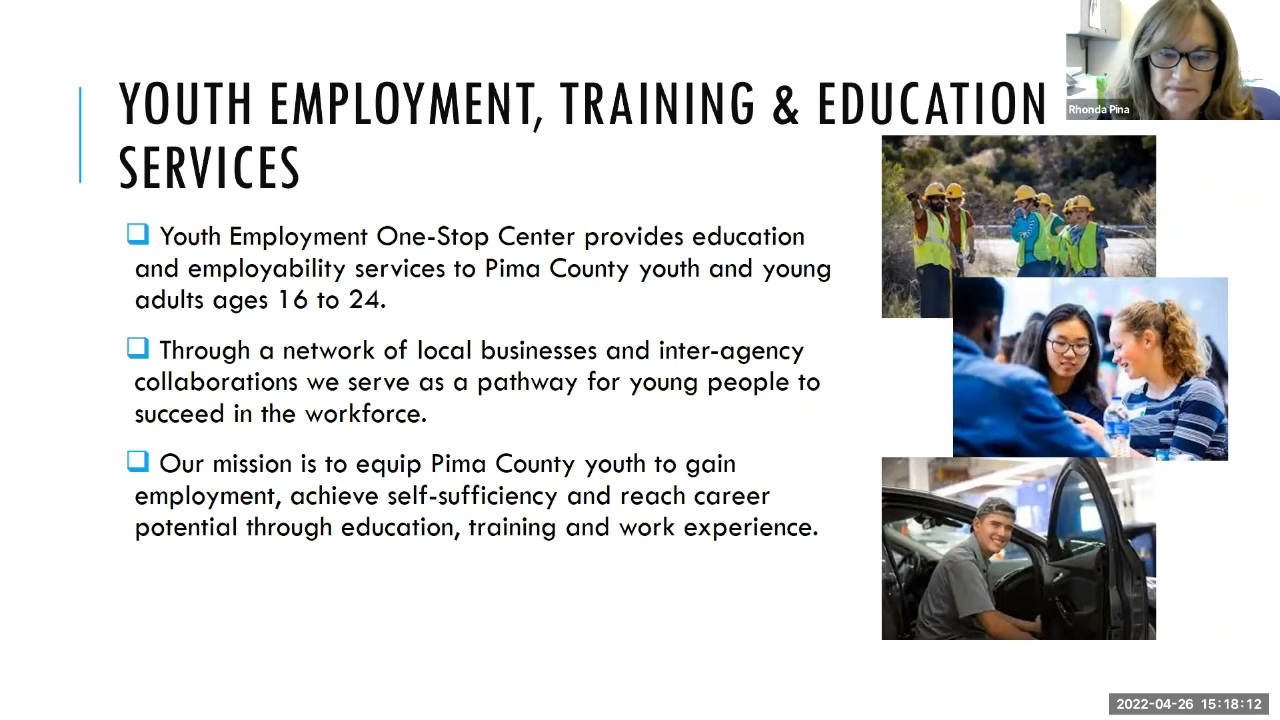 YOUTH EMPLOYMENT, TRAINING & EDUCATION
SERVICES
Rhonda Pina
Youth Employment One-Stop Center provides education
and employability services to Pima County youth and young
adults ages 16 to 24.
Through a network of local businesses and inter-agency
collaborations we serve as a pathway for young people to
succeed in the workforce.
Our mission is to equip Pima County youth to gain
employment, achieve self-sufficiency and reach career
potential through education, training and work experience.
2022-04-26 15:18:12